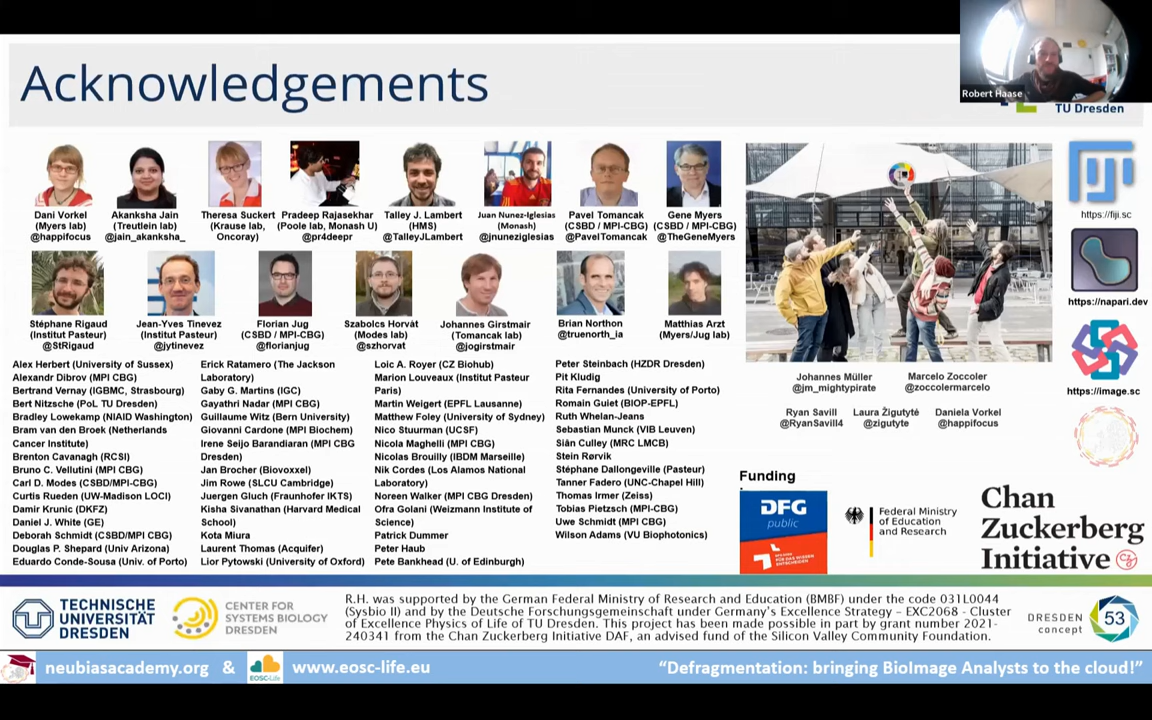 Acknowledgements
Robert Haase
TU Dresden
Dani Vorkel
(Myers lab)
@happifocus
Akanksha Jain
(Treutlein lab)
@jain_akanksha_
Theresa Suckert
(Krause lab,
Oncoray)
Pradeep Rajasekhar
(Poole lab, Monash U)
@pr4deepr
Talley J. Lambert
(HMS)
@TalleyJLambert
Juan Nunez-Iglesias
(Monash)
@jnuneziglesias
Pavel Tomancak
(CSBD / MPI-CBG)
@PavelTomancak
Gene Myers
(CSBD / MPI-CBG)
@TheGeneMyers
Stéphane Rigaud
(Institut Pasteur)
@StRigaud
Jean-Yves Tinevez
(Institut Pasteur)
@jytinevez
Florian Jug
(CSBD / MPI-CBG)
@florianjug
Szabolcs Horvát
(Modes lab)
@szhorvat
Johannes Girstmair
(Tomancak lab)
@jogirstmair
Brian Northon
@truenorth_ia
Matthias Arzt
(Myers/Jug lab)
Alex Herbert (University of Sussex)
Alexandr Dibrov (MPI CBG)
Bertrand Vernay (IGBMC, Strasbourg)
Bert Nitzsche (PoL TU Dresden)
Bradley Lowekamp (NIAID Washington)
Bram van den Broek (Netherlands
Cancer Institute)
Brenton Cavanagh (RCSI)
Bruno C. Vellutini (MPI CBG)
Carl D. Modes (CSBD/MPI-CBG)
Curtis Rueden (UW-Madison LOCI)
Damir Krunic (DKFZ)
Daniel J. White (GE)
Deborah Schmidt (CSBD/MPI-CBG)
Douglas P. Shepard (Univ Arizona)
Eduardo Conde-Sousa (Univ. of Porto)
Erick Ratamero (The Jackson
Laboratory)
Gaby G. Martins (IGC)
Gayathri Nadar (MPI CBG)
Guillaume Witz (Bern University)
Giovanni Cardone (MPI Biochem)
Irene Seijo Barandiaran (MPI CBG
Dresden)
Jan Brocher (Biovoxxel)
Jim Rowe (SLCU Cambridge)
Juergen Gluch (Fraunhofer IKTS)
Kisha Sivanathan (Harvard Medical
School)
Kota Miura
Laurent Thomas (Acquifer)
Lior Pytowski (University of Oxford)
Loic A. Royer (CZ Biohub)
Marion Louveaux (Institut Pasteur
Paris)
Martin Weigert (EPFL Lausanne)
Matthew Foley (University of Sydney)
Nico Stuurman (UCSF)
Nicola Maghelli (MPI CBG)
Nicolas Brouilly (IBDM Marseille)
Nik Cordes (Los Alamos National
Laboratory)
Noreen Walker (MPI CBG Dresden)
Ofra Golani (Weizmann Institute of
Science)
Patrick Dummer
Peter Haub
Pete Bankhead (U. of Edinburgh)
Peter Steinbach (HZDR Dresden)
Pit Kludig
Rita Fernandes (University of Porto)
Romain Guiet (BIOP-EPFL)
Ruth Whelan-Jeans
Sebastian Munck (VIB Leuven)
Siân Culley (MRC LMCB)
Stein Rørvik
Stéphane Dallongeville (Pasteur)
Tanner Fadero (UNC-Chapel Hill)
Thomas Irmer (Zeiss)
Tobias Pietzsch (MPI-CBG)
Uwe Schmidt (MPI CBG)
Wilson Adams (VU Biophotonics)
Johannes Müller
@jm_mightypirate
Marcelo Zoccoler
@zoccolermarcelo
Ryan Savill
@RyanSavill4
Laura Žigutytė
@zigutyte
Daniela Vorkel
@happifocus
https://fiji.sc
https://napari.dev
https://image.sc
Funding
DFG
public
Federal Ministry
of Education
and Research
Chan
Zuckerberg
Initiative
TECHNISCHE
UNIVERSITÄT
DRESDEN
CENTER FOR
SYSTEMS BIOLOGY
DRESDEN
R.H. was supported by the German Federal Ministry of Research and Education (BMBF) under the code 031L0044
(Sysbio II) and by the Deutsche Forschungsgemeinschaft under Germany's Excellence Strategy – EXC2068 - Cluster
of Excellence Physics of Life of TU Dresden. This project has been made possible in part by grant number 2021-
240341 from the Chan Zuckerberg Initiative DAF, an advised fund of the Silicon Valley Community Foundation.
DRESDEN
concept
53
neubiasacademy.org & EOSC-Life www.eosc-life.eu
“Defragmentation: bringing BioImage Analysts to the cloud!”